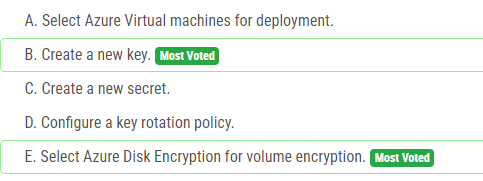 A. Select Azure Virtual machines for deployment.
B. Create a new key. Most Voted
C. Create a new secret.
D. Configure a key rotation policy.
E. Select Azure Disk Encryption for volume encryption. Most Voted